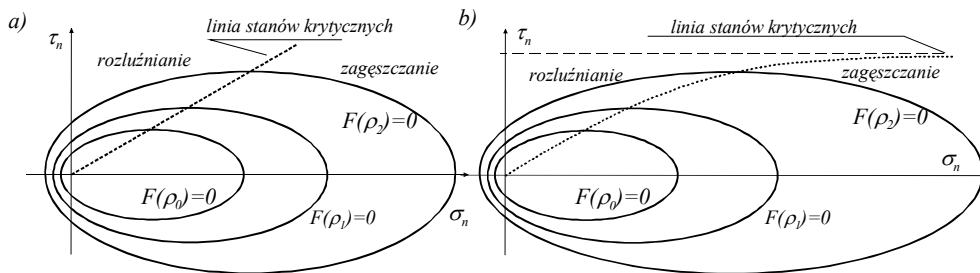 a)
τₙ
linia stanów krytycznych
rozluźnianie
zagęszczanie
F(ρ₂)=0
F(ρ₀)=0
F(ρ₁)=0
σₙ
b)
τₙ
linia stanów krytycznych
rozluźnianie
zagęszczanie
F(ρ₂)=0
σₙ
F(ρ₀)=0
F(ρ₁)=0